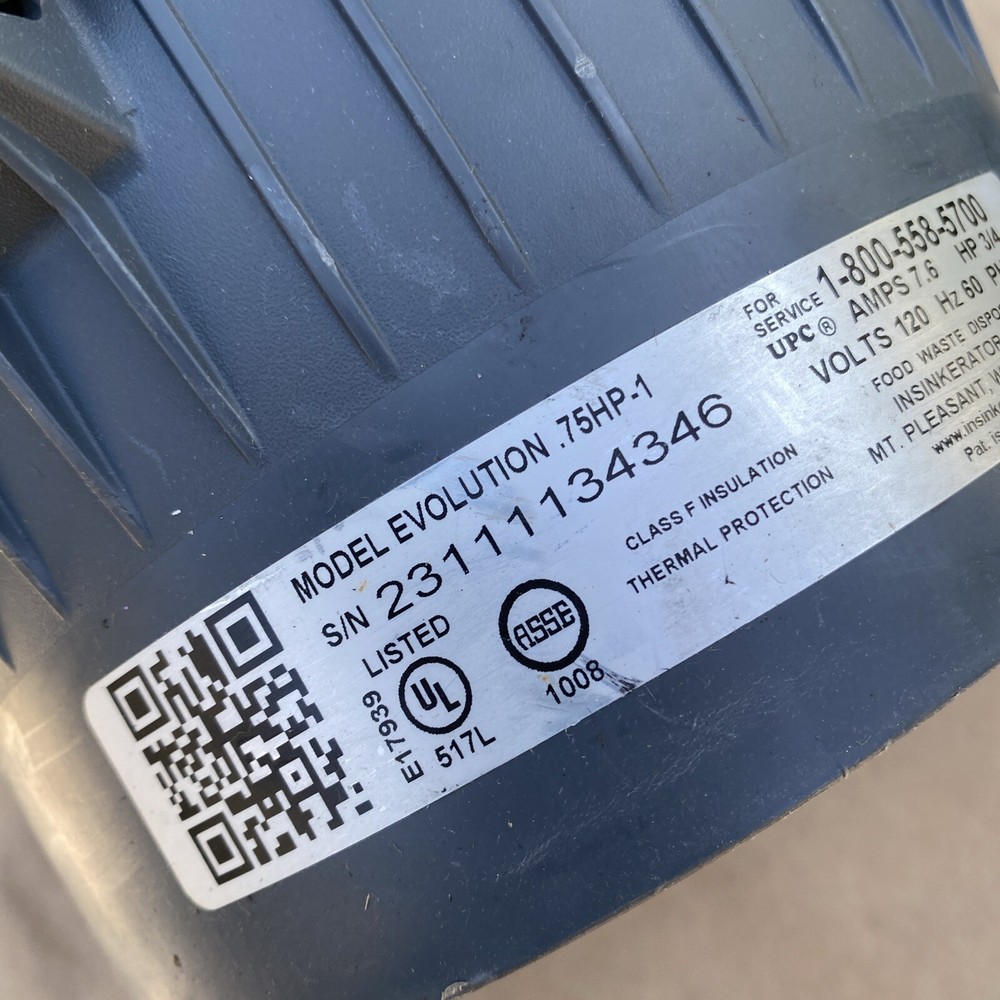 MODEL EVOLUTION .75HP-1
S/N 23111134346
LISTED
UL
E17939
517L
ASSE
1008
CLASS F INSULATION
THERMAL PROTECTION
FOR
SERVICE 1-800-558-5700
UPC® AMPS 7.6 HP 3/4
VOLTS 120 Hz 60
FOOD WASTE
INSINKERATOR
MT. PLEASANT,
Pat.